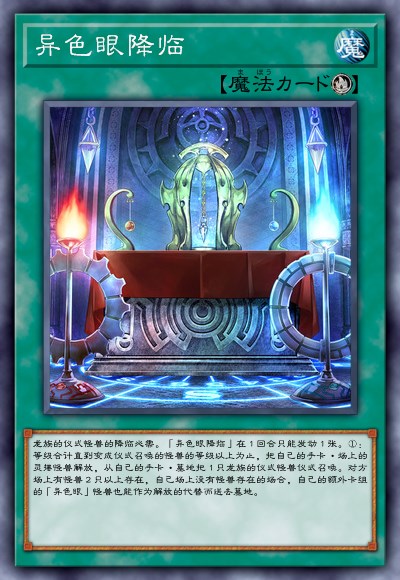 异色眼降临
魔
【魔法カード】
まほう
龙族的仪式怪兽的降临必需。「异色眼降临」在1回合只能发动1张。①:
等级合计直到变成仪式召唤的怪兽的等级以上为止，把自己的手卡·场上的
灵摆怪兽解放，从自己的手卡·墓地把1只龙族仪式怪兽仪式召唤。对方
场上有怪兽2只以上存在，自己场上没有怪兽存在的场合，自己的额外卡组
的「异色眼」怪兽也能作为解放的代替而送去墓地。